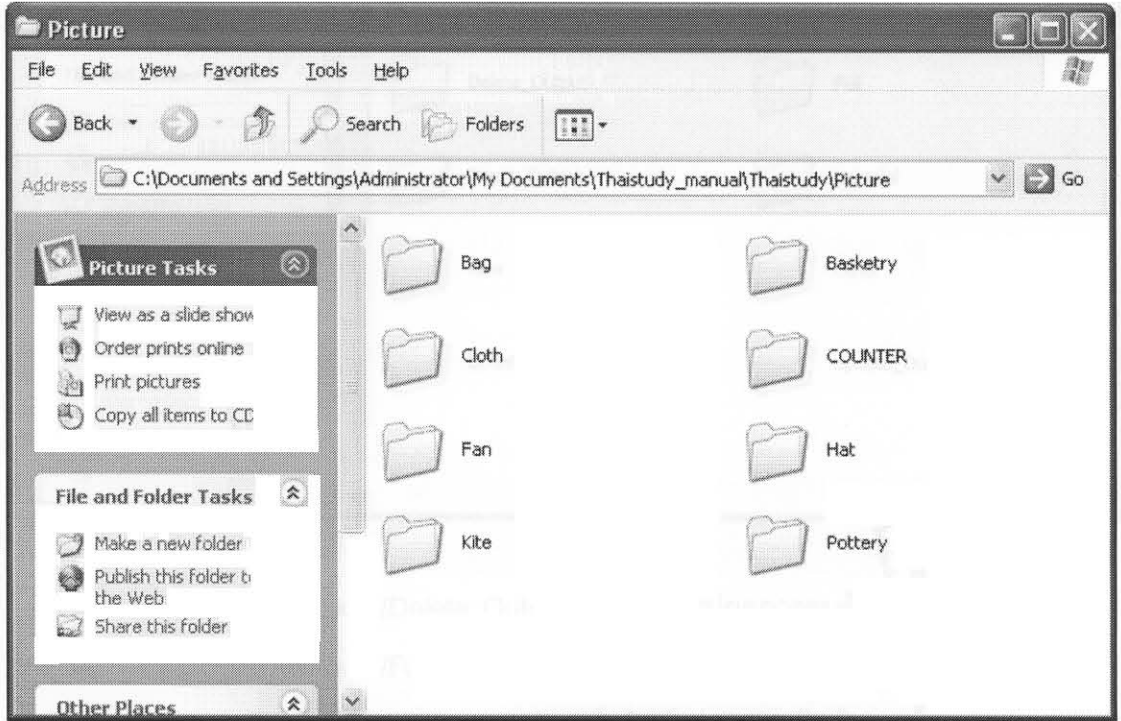 Picture
File Edit View Favorites Tools Help
Back Search Folders
Address C:\Documents and Settings\Administrator\My Documents\Thaistudy_manual\Thaistudy\Picture Go
Picture Tasks
View as a slide show
Order prints online
Print pictures
Copy all items to CD
File and Folder Tasks
Make a new folder
Publish this folder to
the Web
Share this folder
Other Places
Bag Basketry
Cloth COUNTER
Fan Hat
Kite Pottery